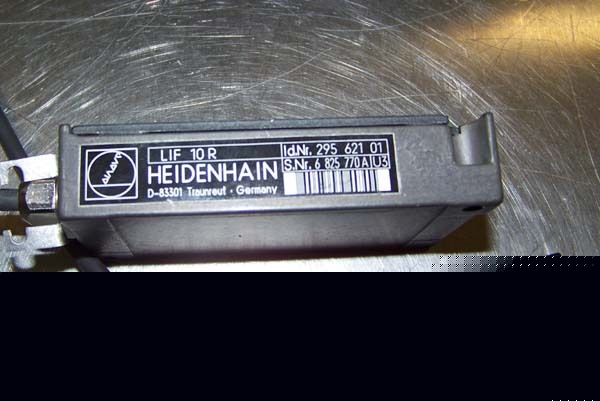 LIF 10 R
HEIDENHAIN
D-83301 Traunreut · Germany
Id.Nr. 295 621 01
S.Nr. 6 825 770 A U3